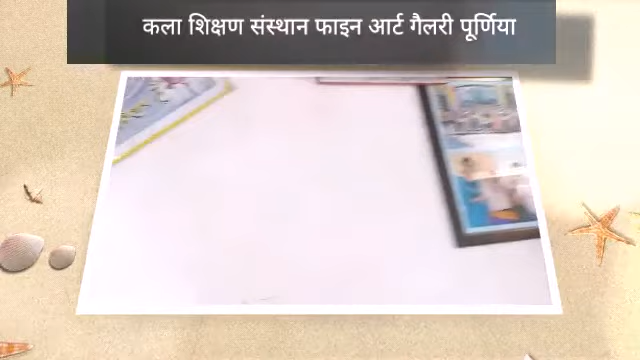 कला शिक्षण संस्थान फाइन आर्ट गैलरी पूर्णिया